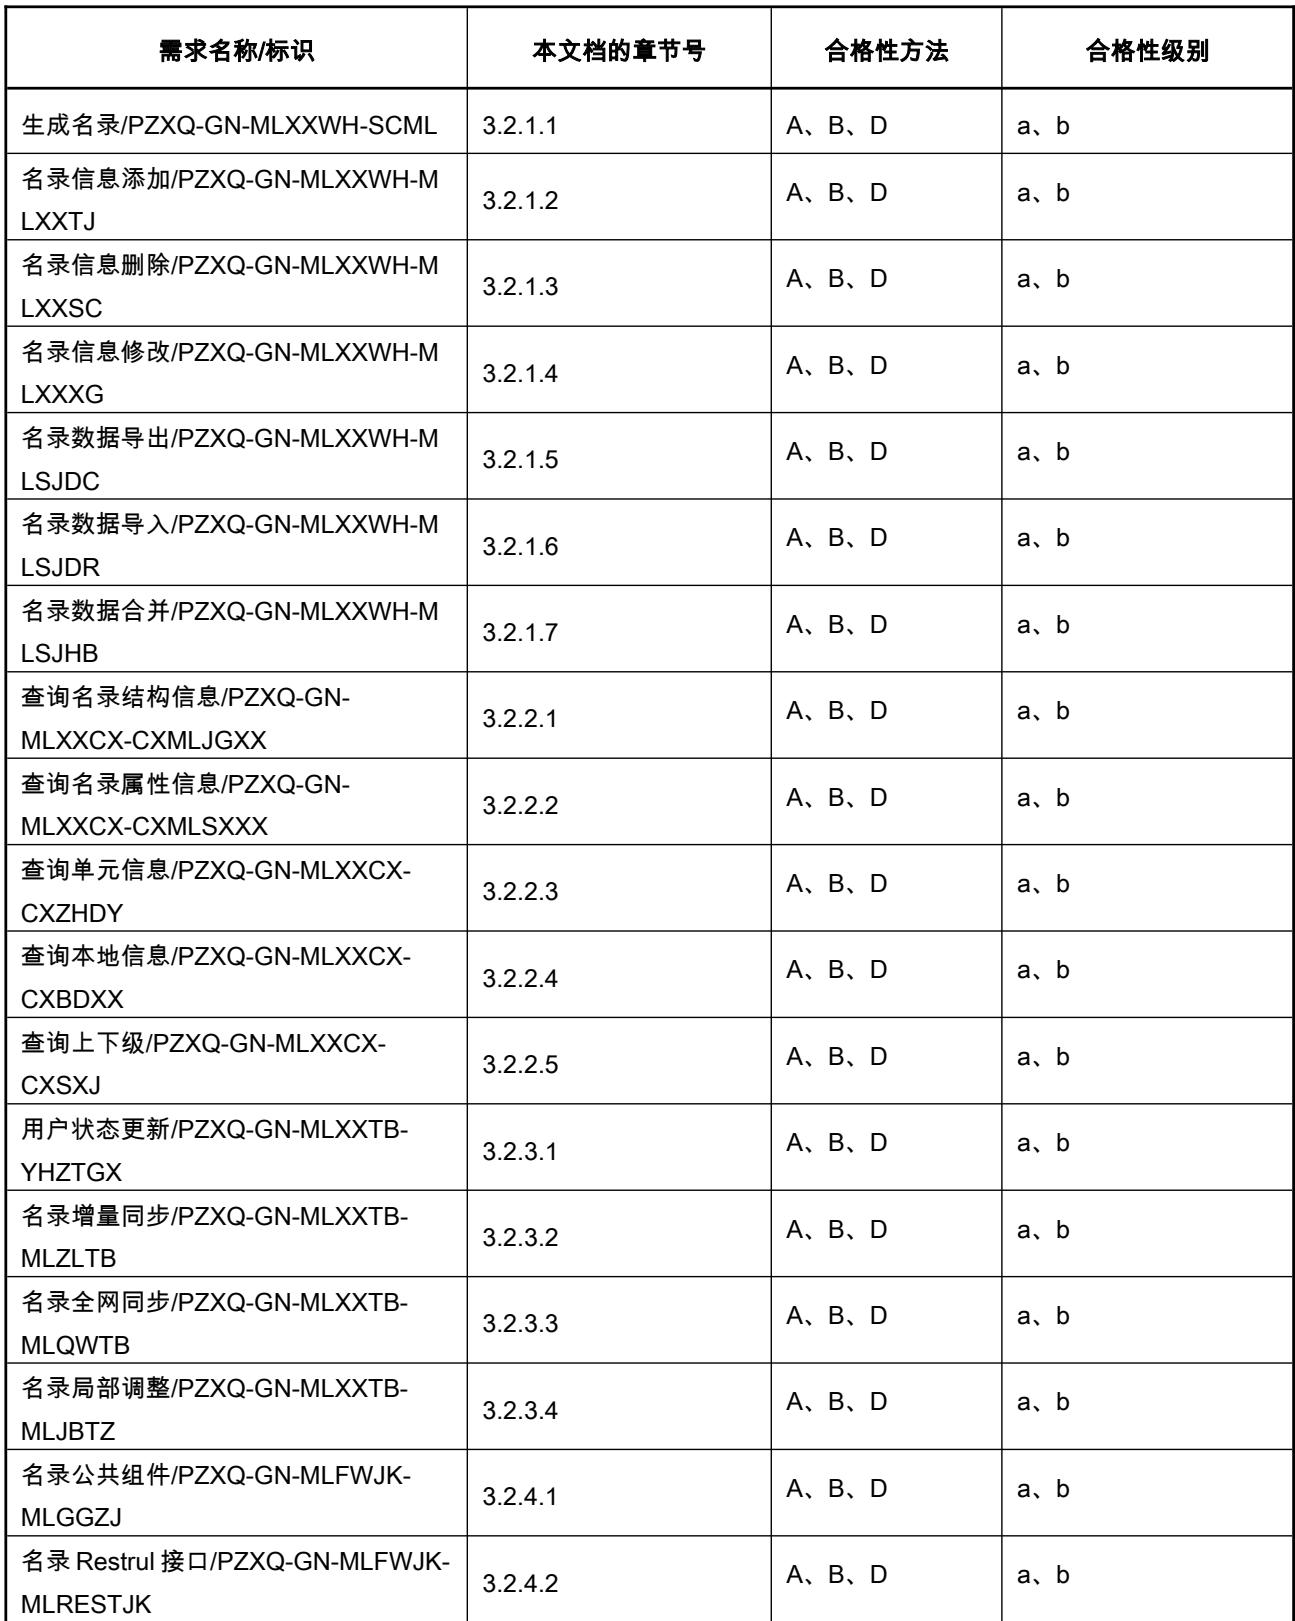 需求名称/标识 本文档的章节号 合格性方法 合格性级别
生成名录/PZXQ-GN-MLXXWH-SCML 3.2.1.1 A、B、D a、b
名录信息添加/PZXQ-GN-MLXXWH-M
LXXTJ 3.2.1.2 A、B、D a、b
名录信息删除/PZXQ-GN-MLXXWH-M
LXXSC 3.2.1.3 A、B、D a、b
名录信息修改/PZXQ-GN-MLXXWH-M
LXXXG 3.2.1.4 A、B、D a、b
名录数据导出/PZXQ-GN-MLXXWH-M
LSJDC 3.2.1.5 A、B、D a、b
名录数据导入/PZXQ-GN-MLXXWH-M
LSJDR 3.2.1.6 A、B、D a、b
名录数据合并/PZXQ-GN-MLXXWH-M
LSJHB 3.2.1.7 A、B、D a、b
查询名录结构信息/PZXQ-GN-
MLXXCX-CXMLJGXX 3.2.2.1 A、B、D a、b
查询名录属性信息/PZXQ-GN-
MLXXCX-CXMLSXXX 3.2.2.2 A、B、D a、b
查询单元信息/PZXQ-GN-MLXXCX-
CXZHDY 3.2.2.3 A、B、D a、b
查询本地信息/PZXQ-GN-MLXXCX-
CXBDXX 3.2.2.4 A、B、D a、b
查询上下级/PZXQ-GN-MLXXCX-
CXSXJ 3.2.2.5 A、B、D a、b
用户状态更新/PZXQ-GN-MLXXTB-
YHZTGX 3.2.3.1 A、B、D a、b
名录增量同步/PZXQ-GN-MLXXTB-
MLZLTB 3.2.3.2 A、B、D a、b
名录全网同步/PZXQ-GN-MLXXTB-
MLQWTB 3.2.3.3 A、B、D a、b
名录局部调整/PZXQ-GN-MLXXTB-
MLJBTZ 3.2.3.4 A、B、D a、b
名录公共组件/PZXQ-GN-MLFWJK-
MLGGZJ 3.2.4.1 A、B、D a、b
名录 Restrul 接口/PZXQ-GN-MLFWJK-
MLRESTJK 3.2.4.2 A、B、D a、b